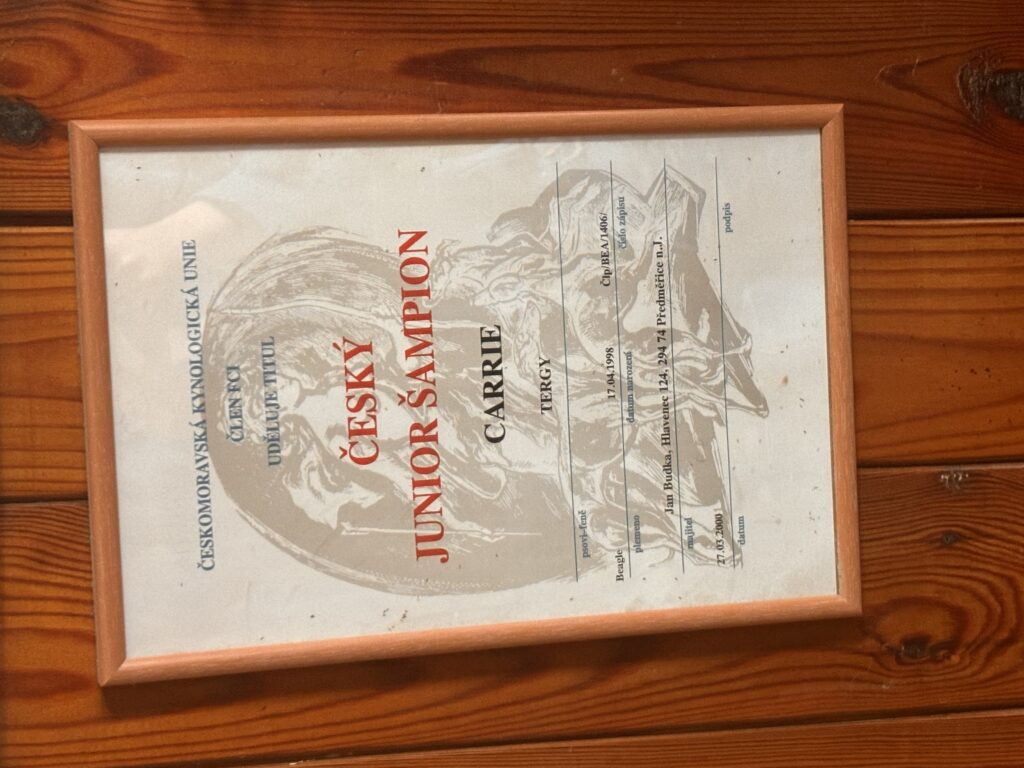 ČESKOMORAVSKÁ KYNOLOGICKÁ UNIE
ČLEN FCI
UDĚLUJE TITUL
ČESKÝ
JUNIOR ŠAMPION
CARRIE
TERGY
psovi-feně
Beagle 17.04.1998 Člp/BEA/1406/
plemeno datum narození číslo zápisu
Jan Budka, Hlavenec 124, 294 74 Předměřice n.J.
majitel
27.03.2000
datum podpis